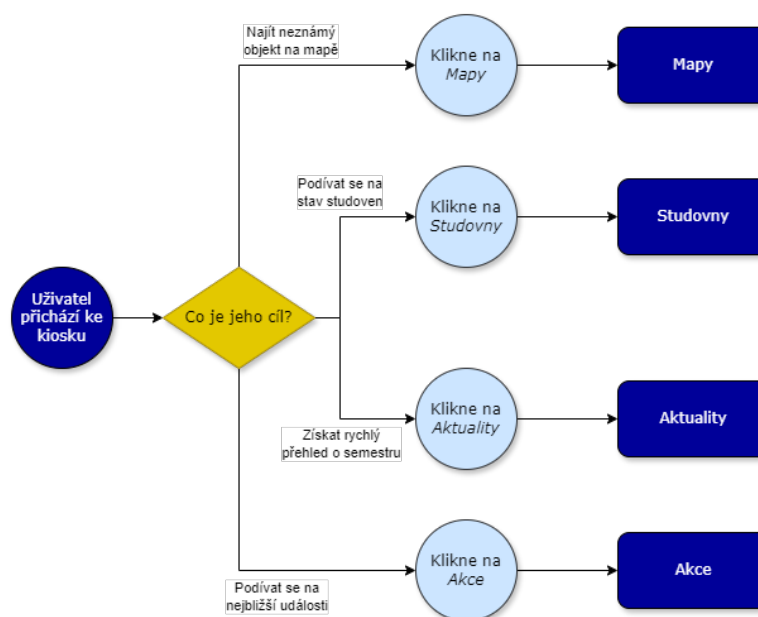 Najít neznámý
objekt na mapě
Klikne na
Mapy
Mapy
Podívat se na
stav studoven
Klikne na
Studovny
Studovny
Uživatel
přichází ke
kiosku
Co je jeho cíl?
Získat rychlý
přehled o semestru
Klikne na
Aktuality
Aktuality
Podívat se na
nejbližší události
Klikne na
Akce
Akce